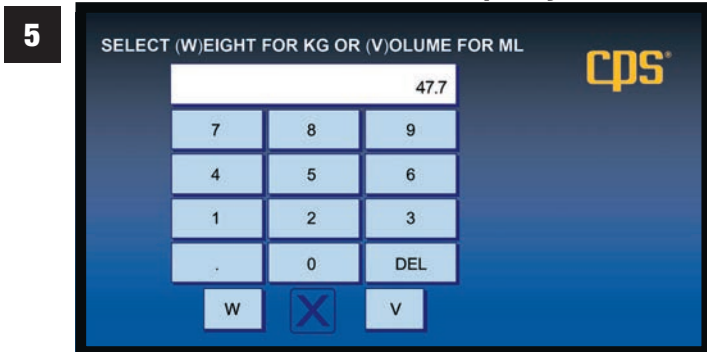 5
SELECT (W)EIGHT FOR KG OR (V)OLUME FOR ML
cps®
47.7
7 8 9
4 5 6
1 2 3
. 0 DEL
W X V